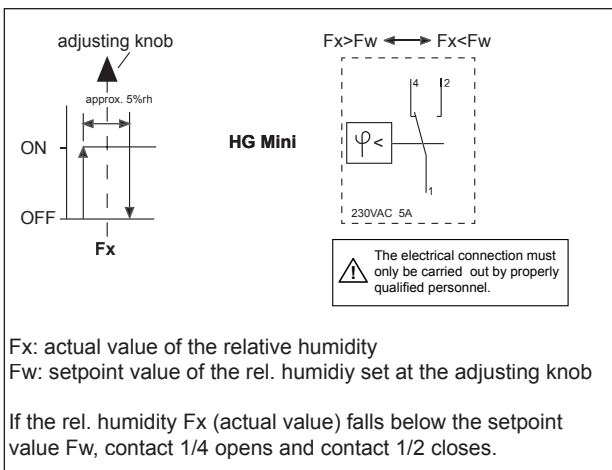 adjusting knob
approx. 5%rh
ON
OFF
Fx
HG Mini
Fx>Fw ⟷ Fx<Fw
4 2
φ <
1
230VAC 5A
The electrical connection must
only be carried out by properly
qualified personnel.
Fx: actual value of the relative humidity
Fw: setpoint value of the rel. humidiy set at the adjusting knob
If the rel. humidity Fx (actual value) falls below the setpoint
value Fw, contact 1/4 opens and contact 1/2 closes.